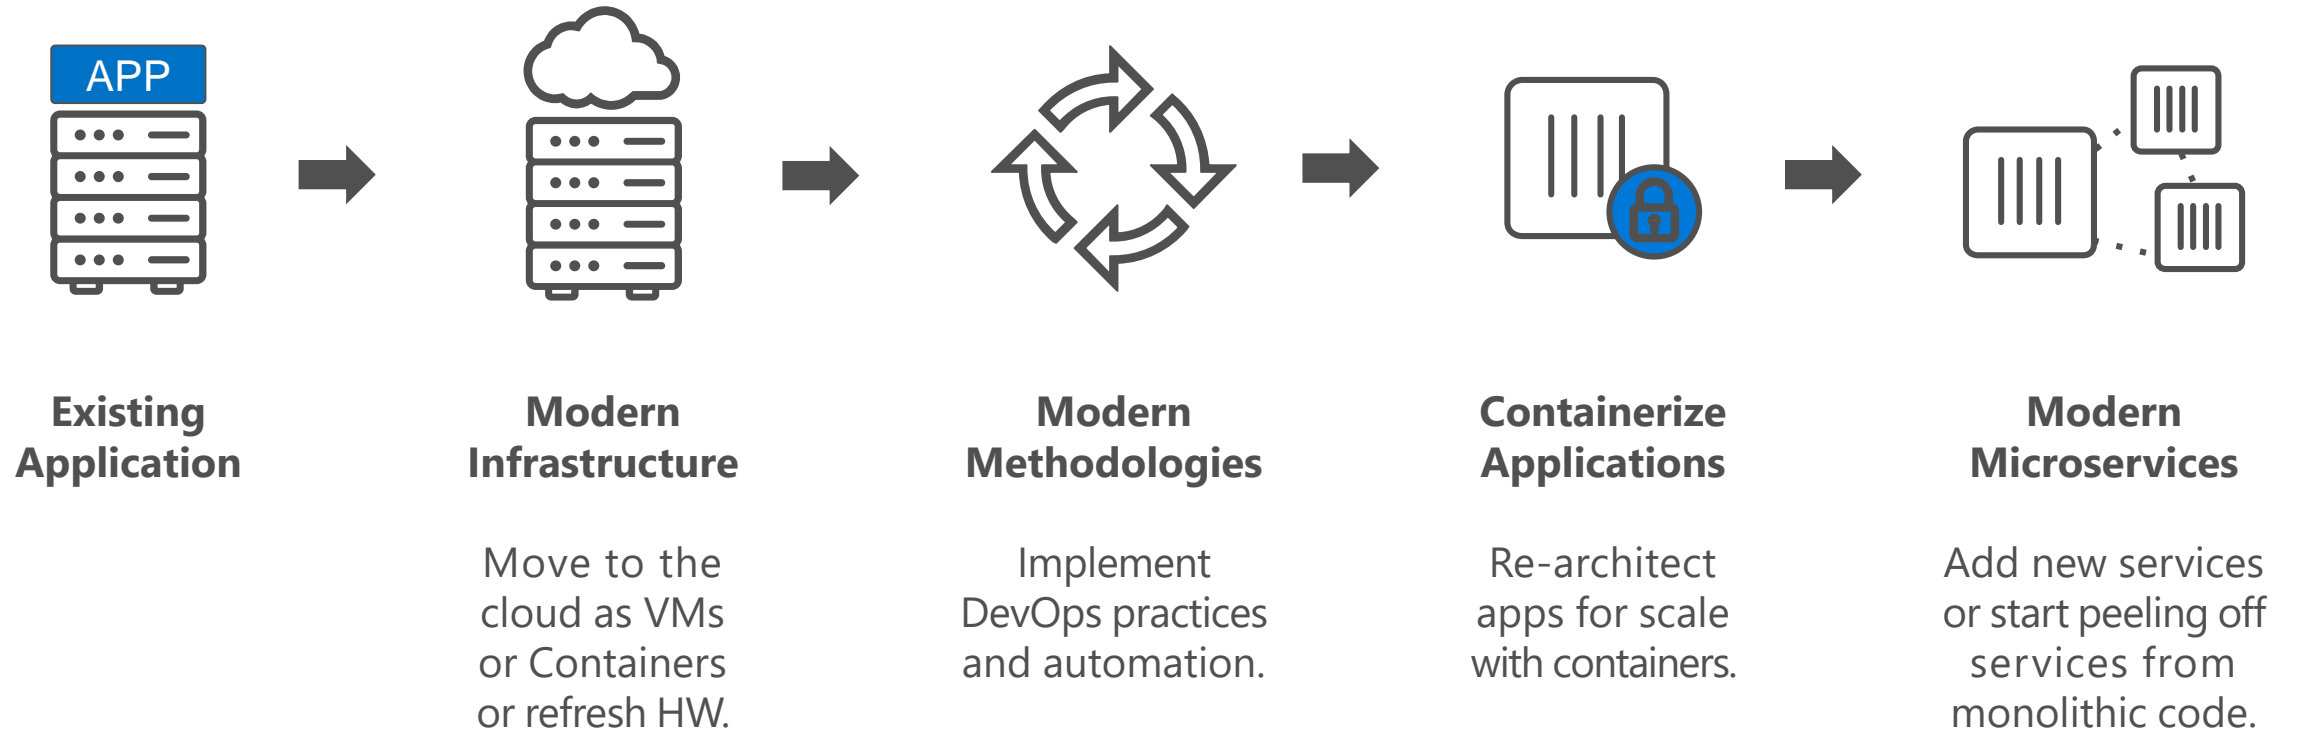 APP
Existing
Application
Modern
Infrastructure
Move to the
cloud as VMs
or Containers
or refresh HW.
Modern
Methodologies
Implement
DevOps practices
and automation.
Containerize
Applications
Re-architect
apps for scale
with containers.
Modern
Microservices
Add new services
or start peeling off
services from
monolithic code.